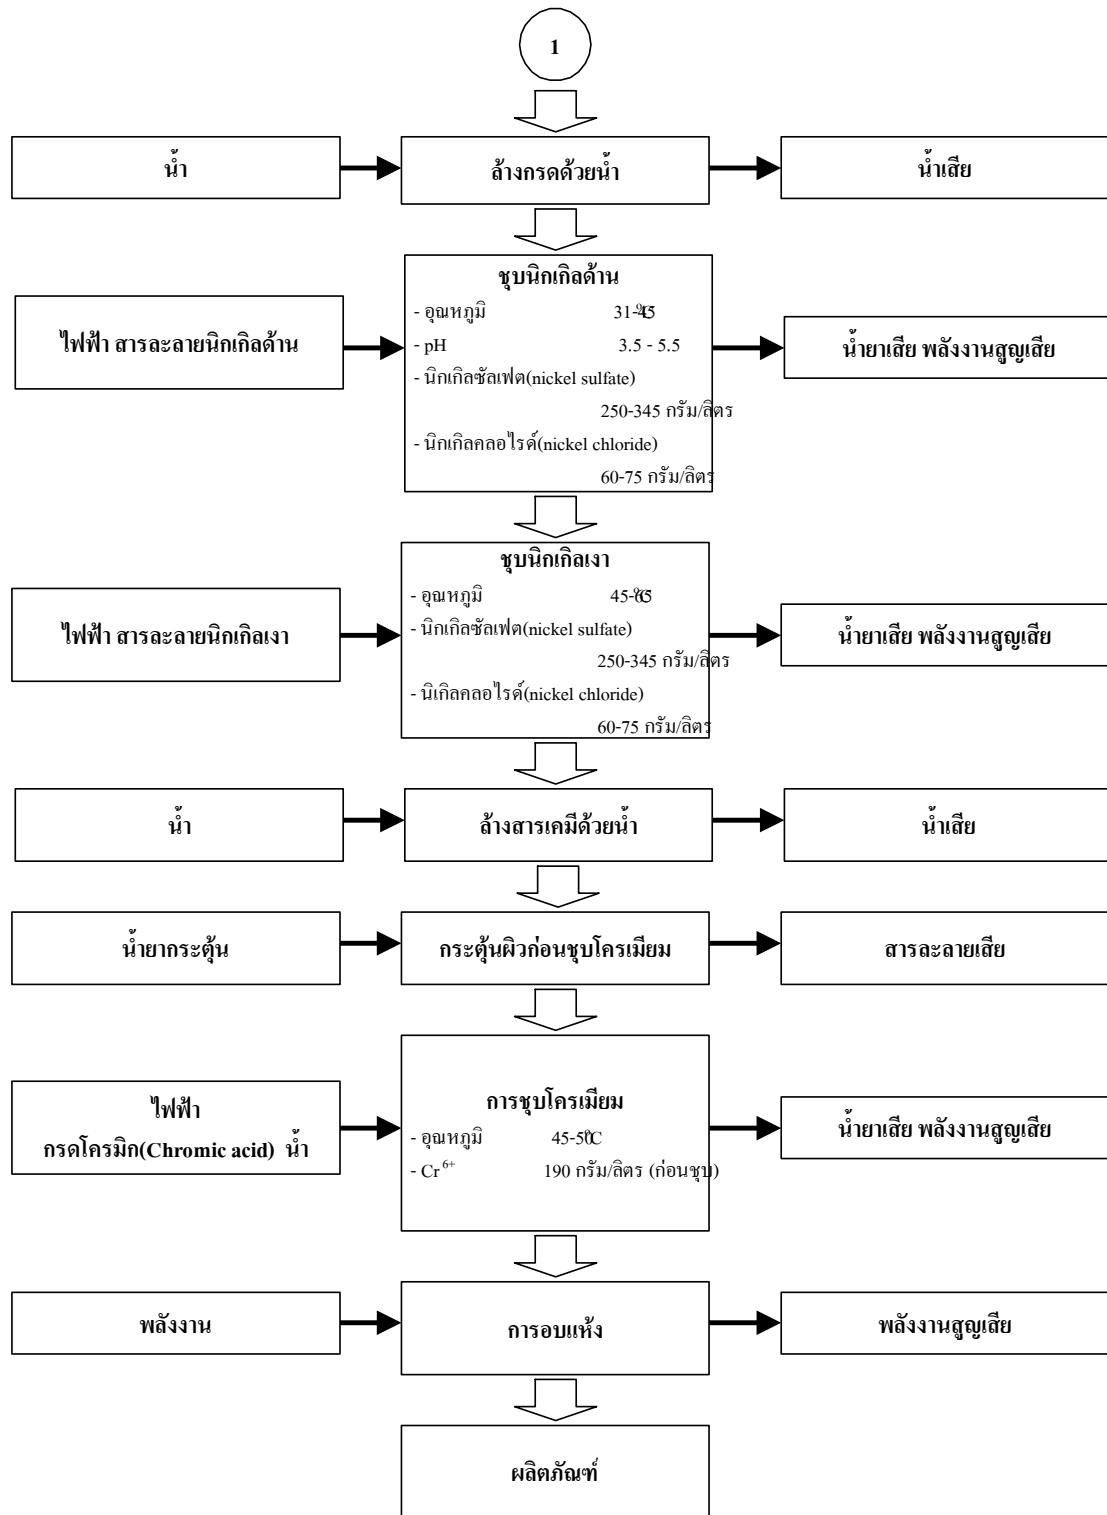 1
น้ำ
ล้างกรดด้วยน้ำ
น้ำเสีย
ไฟฟ้า สารละลายนิกเกิลด้าน
ชุบนิกเกิลด้าน
- อุณหภูมิ 31-45 ⁰C
- pH 3.5 - 5.5
- นิกเกิลซัลเฟต(nickel sulfate)
250-345 กรัม/ลิตร
- นิกเกิลคลอไรด์(nickel chloride)
60-75 กรัม/ลิตร
น้ำยาเสีย พลังงานสูญเสีย
ไฟฟ้า สารละลายนิกเกิลเงา
ชุบนิกเกิลเงา
- อุณหภูมิ 45-65 ⁰C
- นิกเกิลซัลเฟต(nickel sulfate)
250-345 กรัม/ลิตร
- นิเกิลคลอไรด์(nickel chloride)
60-75 กรัม/ลิตร
น้ำยาเสีย พลังงานสูญเสีย
น้ำ
ล้างสารเคมีด้วยน้ำ
น้ำเสีย
น้ำยากระตุ้น
กระตุ้นผิวก่อนชุบโครเมียม
สารละลายเสีย
ไฟฟ้า
กรดโครมิก(Chromic acid) น้ำ
การชุบโครเมียม
- อุณหภูมิ 45-50 ⁰C
- Cr⁶⁺ 190 กรัม/ลิตร (ก่อนชุบ)
น้ำยาเสีย พลังงานสูญเสีย
พลังงาน
การอบแห้ง
พลังงานสูญเสีย
ผลิตภัณฑ์